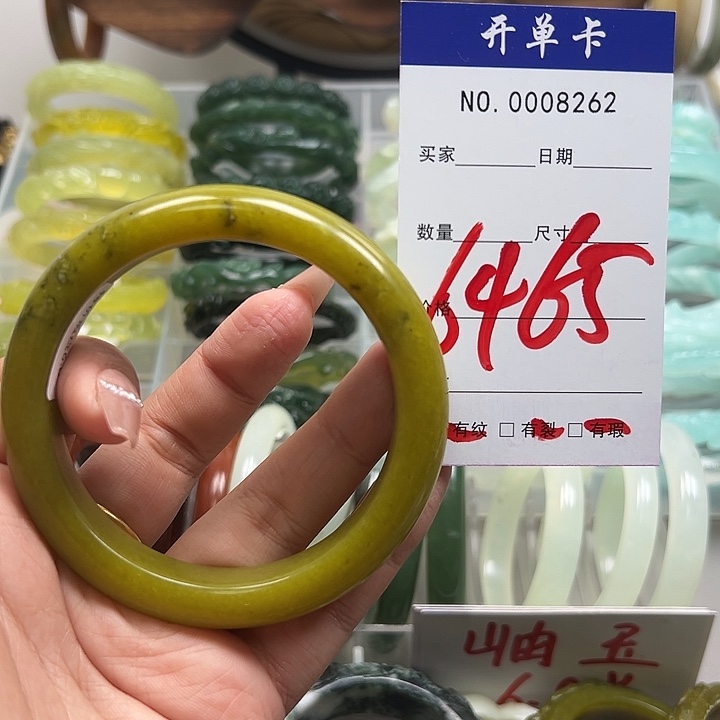 开单卡
NO. 0008262
买家 日期
数量 尺寸
价格
6465
有纹 □ 有裂 □ 有瑕
岫玉